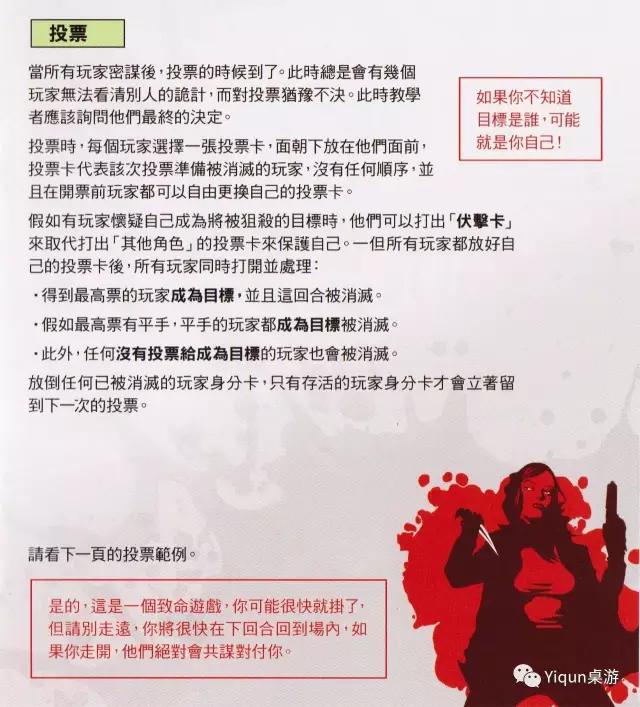 投票
當所有玩家密謀後，投票的時候到了。此時總是會有幾個
玩家無法看清別人的詭計，而對投票猶豫不決。此時教學
者應該詢問他們最終的決定。
如果你不知道
目標是誰，可能
就是你自己！
投票時，每個玩家選擇一張投票卡，面朝下放在他們面前，
投票卡代表該次投票準備被消滅的玩家，沒有任何順序，並
且在開票前玩家都可以自由更換自己的投票卡。
假如有玩家懷疑自己成為將被狙殺的目標時，他們可以打出「伏擊卡」
來取代打出「其他角色」的投票卡來保護自己。一但所有玩家都放好自
己的投票卡後，所有玩家同時打開並處理：
・得到最高票的玩家成為目標，並且這回合被消滅。
・假如最高票有平手，平手的玩家都成為目標被消滅。
・此外，任何沒有投票給成為目標的玩家也會被消滅。
放倒任何已被消滅的玩家身分卡，只有存活的玩家身分卡才會立著留
到下一次的投票。
請看下一頁的投票範例。
是的，這是一個致命遊戲，你可能很快就掛了，
但請別走遠，你將很快在下回合回到場內，如
果你走開，他們絕對會共謀對付你。
Yiqun桌游